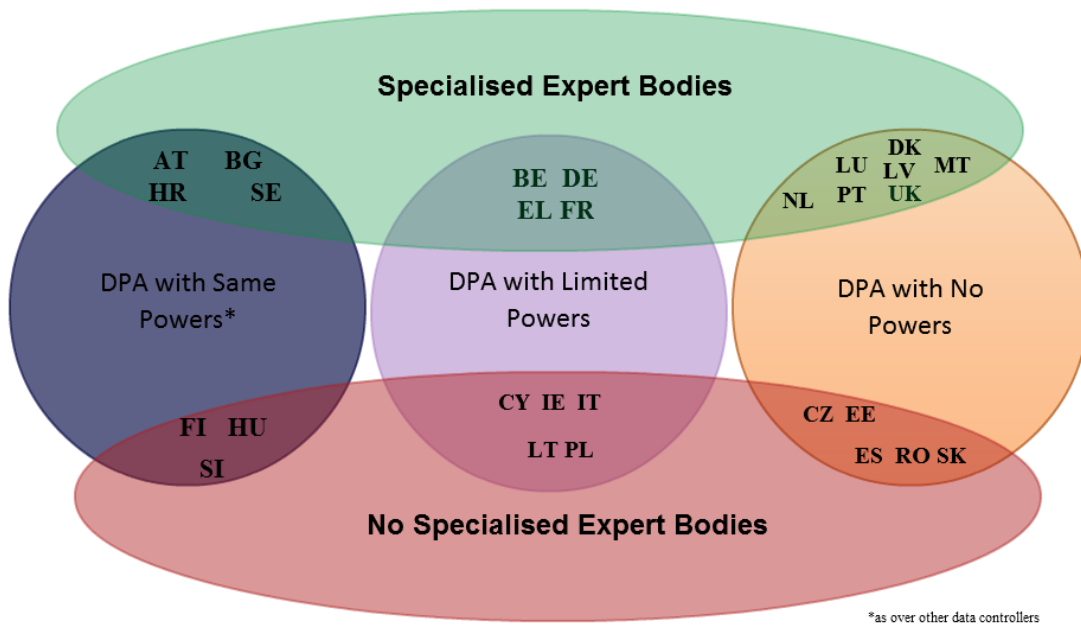 Specialised Expert Bodies
AT BG
HR SE
BE DE
EL FR
DK
LU LV MT
NL PT UK
DPA with Same
Powers*
DPA with Limited
Powers
DPA with No
Powers
FI HU
SI
CY IE IT
LT PL
CZ EE
ES RO SK
No Specialised Expert Bodies
*as over other data controllers